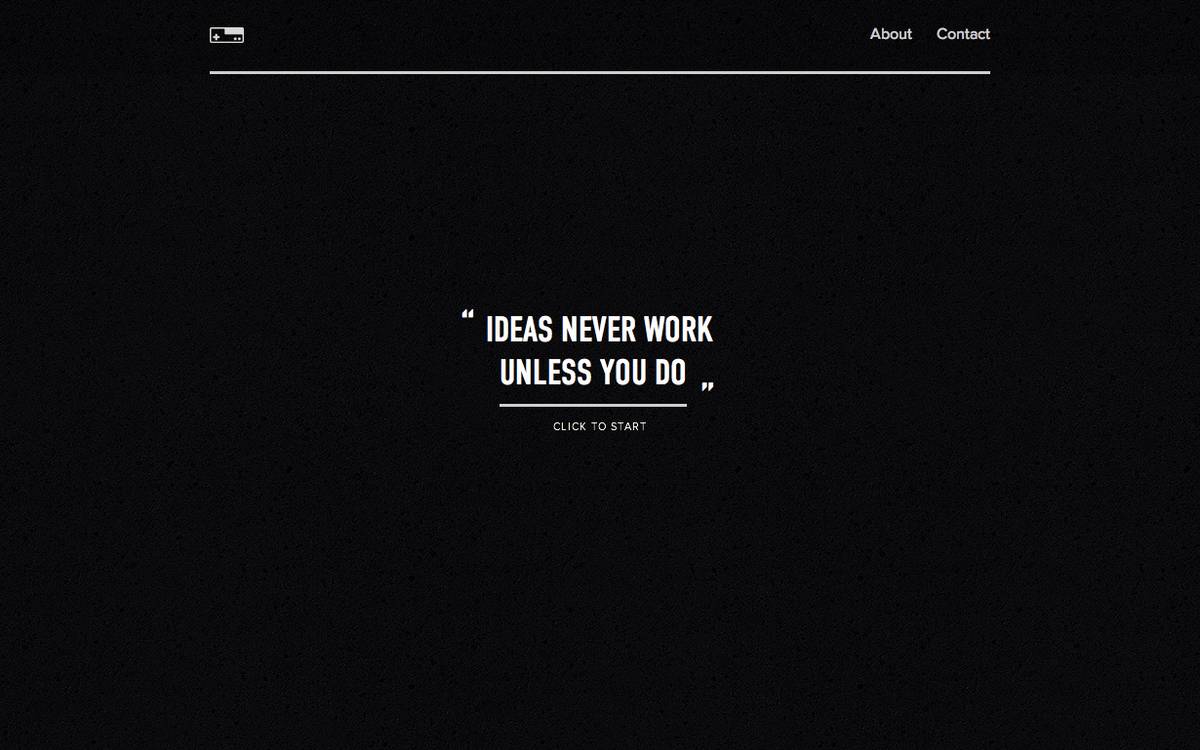 About Contact
“ IDEAS NEVER WORK
UNLESS YOU DO „
CLICK TO START